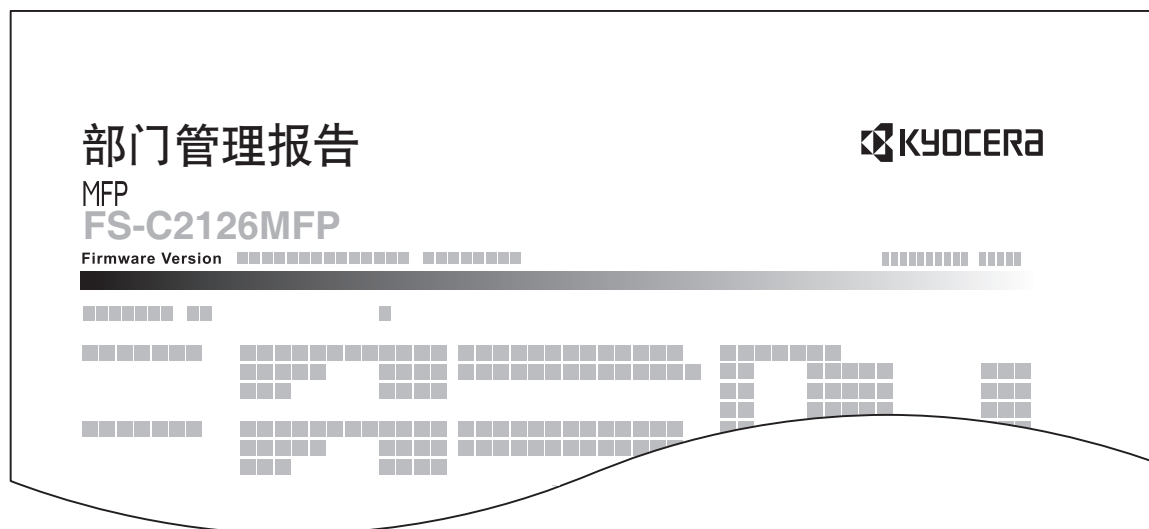 部门管理报告
KYOCERA
MFP
FS-C2126MFP
Firmware Version